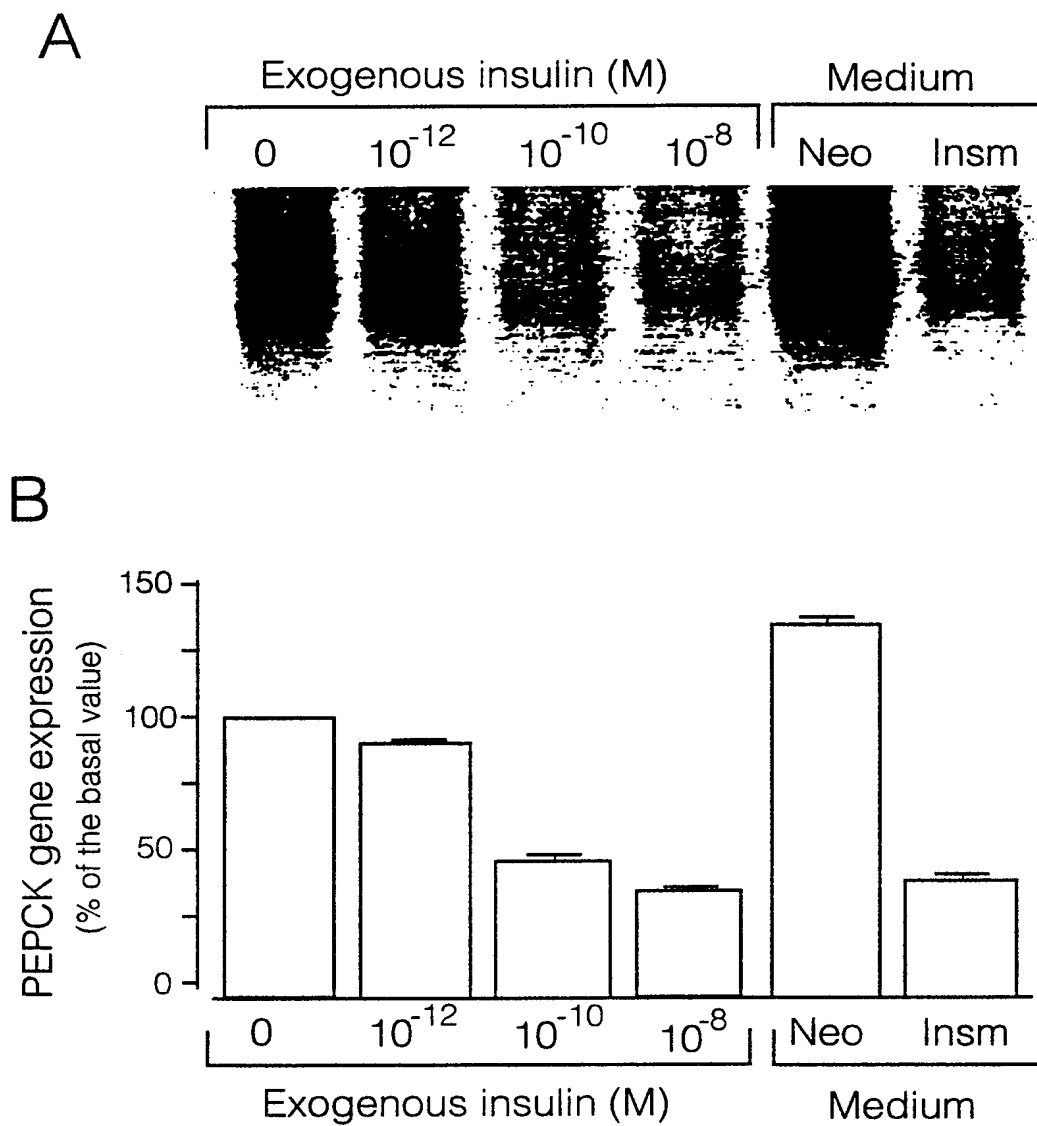 A
Exogenous insulin (M) Medium
0 10⁻¹² 10⁻¹⁰ 10⁻⁸ Neo Insm
B
PEPCK gene expression
(% of the basal value)
150
100
50
0
0 10⁻¹² 10⁻¹⁰ 10⁻⁸ Neo Insm
Exogenous insulin (M) Medium